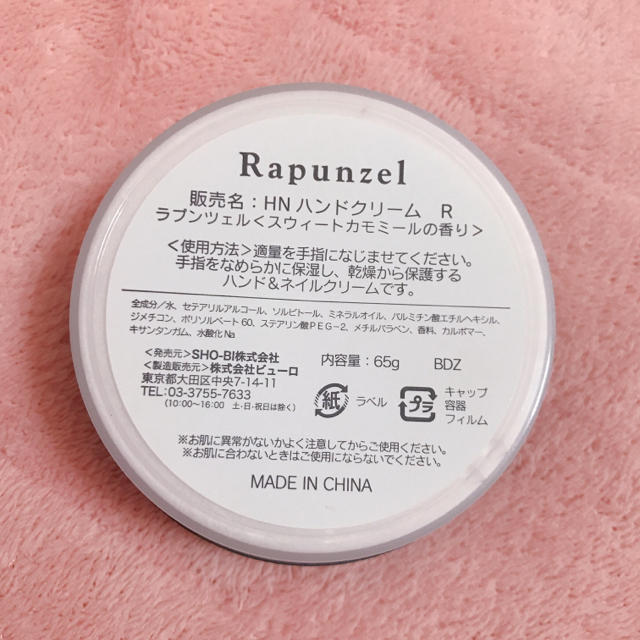 Rapunzel
販売名：HN ハンドクリーム　R
ラプンツェル＜スウィートカモミールの香り＞
＜使用方法＞適量を手指になじませてください。
手指をなめらかに保湿し、乾燥から保護する
ハンド＆ネイルクリームです。
全成分／水、セテアリルアルコール、ソルビトール、ミネラルオイル、パルミチン酸エチルヘキシル、
ジメチコン、ポリソルベート60、ステアリン酸ＰＥＧ－２、メチルパラベン、香料、カルボマー、
キサンタンガム、水酸化Na
＜発売元＞SHO-BI株式会社
＜製造販売元＞株式会社ビューロ
東京都大田区中央7-14-11
TEL:03-3755-7633
（10:00〜16:00　土・日・祝日は除く）
内容量：65g　BDZ
紙 ラベル
プラ キャップ
容器
フィルム
※お肌に異常がないかよく注意してからご使用ください。
※お肌に合わないときはご使用にならないでください。
MADE IN CHINA